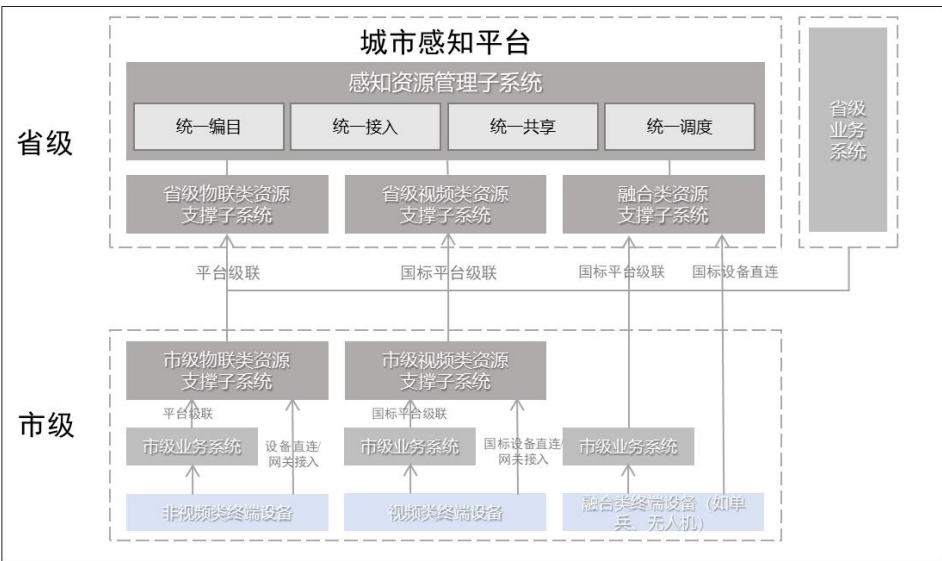 城市感知平台
感知资源管理子系统
统一编目
统一接入
统一共享
统一调度
省级
省级
业务
系统
省级物联类资源
支撑子系统
省级视频类资源
支撑子系统
融合类资源
支撑子系统
平台级联
国标平台级联
国标平台级联
国标设备直连
市级
市级物联类资源
支撑子系统
市级视频类资源
支撑子系统
平台级联
国标平台级联
市级业务系统
设备直连/
网关接入
市级业务系统
国标设备直连/
网关接入
市级业务系统
非视频类终端设备
视频类终端设备
融合类终端设备（如单
兵、无人机）